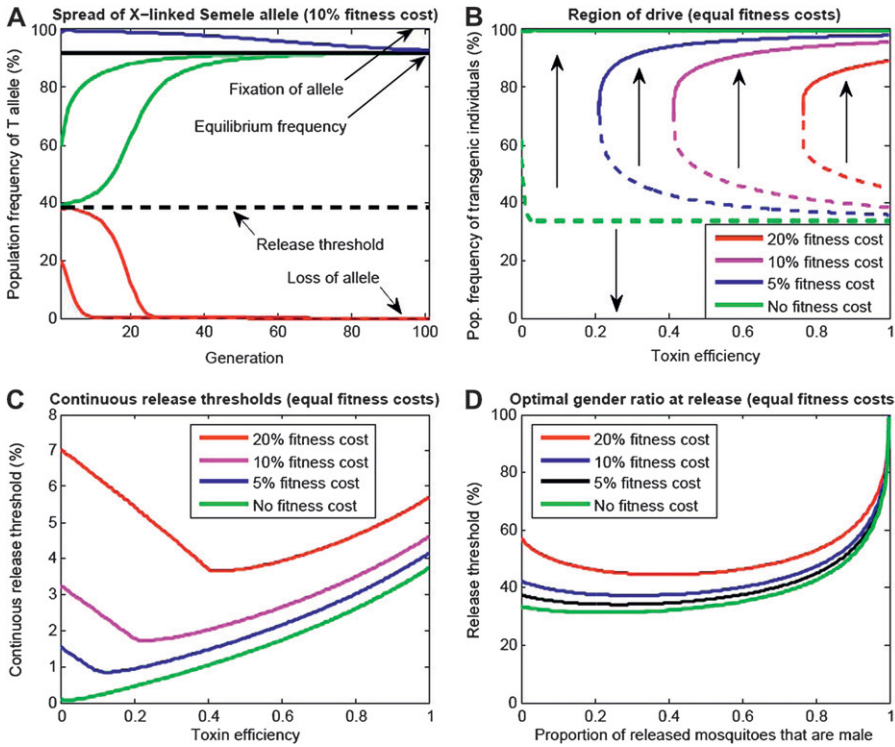 A
Spread of X-linked Semele allele (10% fitness cost)
Population frequency of T allele (%)
100
80
60
40
20
0
Fixation of allele
Equilibrium frequency
Release threshold
Loss of allele
20
40
60
80
100
Generation
B
Region of drive (equal fitness costs)
Pop. frequency of transgenic individuals (%)
100
80
60
40
20
0
20% fitness cost
10% fitness cost
5% fitness cost
No fitness cost
0
0.2
0.4
0.6
0.8
1
Toxin efficiency
C
Continuous release thresholds (equal fitness costs)
Continuous release threshold (%)
8
7
6
5
4
3
2
1
0
20% fitness cost
10% fitness cost
5% fitness cost
No fitness cost
0
0.2
0.4
0.6
0.8
1
Toxin efficiency
D
Optimal gender ratio at release (equal fitness costs
Release threshold (%)
100
80
60
40
20
0
20% fitness cost
10% fitness cost
5% fitness cost
No fitness cost
0
0.2
0.4
0.6
0.8
1
Proportion of released mosquitoes that are male